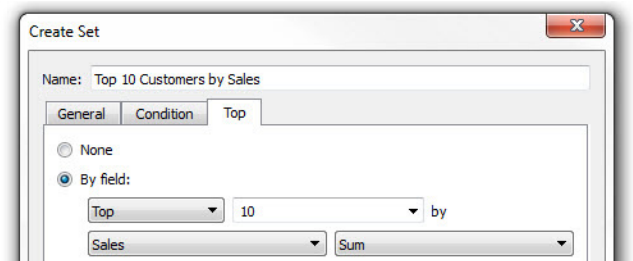 Create Set
Name: Top 10 Customers by Sales
General Condition Top
None
By field:
Top 10 by
Sales Sum